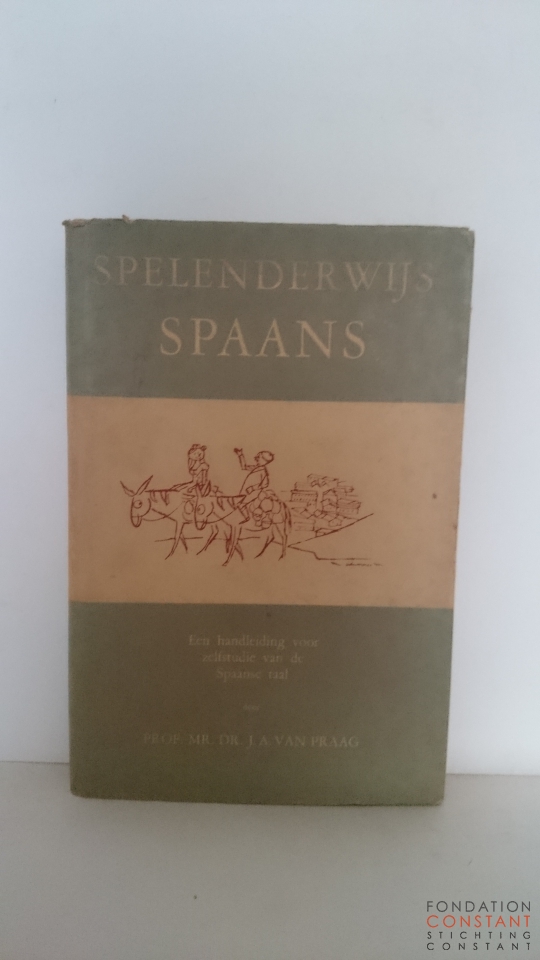 SPELENDERWIJS
SPAANS
Een handleiding voor
zelfstudie van de
Spaanse taal
door
PROF. MR. DR. J. A. VAN PRAAG
FONDATION
CONSTANT
STICHTING
CONSTANT